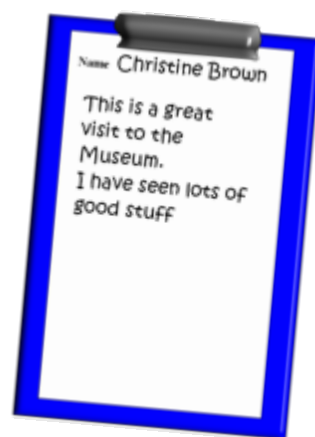 Name Christine Brown
This is a great
visit to the
Museum.
I have seen lots of
good stuff